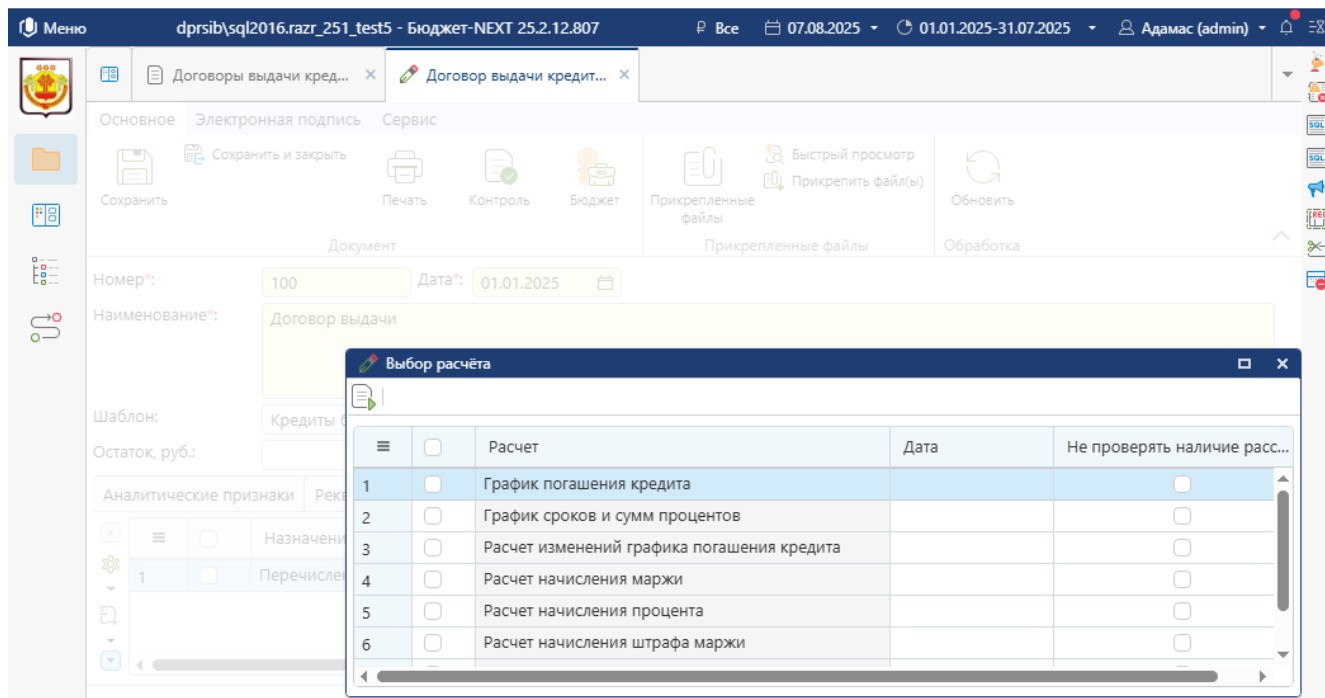 Меню dprsib\sql2016.razr_251_test5 - Бюджет-NEXT 25.2.12.807 ₽ Все 07.08.2025 01.01.2025-31.07.2025 Адамас (admin)
Договоры выдачи кред... Договор выдачи кредит...
Основное Электронная подпись Сервис
Сохранить Сохранить и закрыть Печать Контроль Бюджет Прикрепленные файлы Быстрый просмотр Прикрепить файл(ы) Обновить
Документ Прикрепленные файлы Обработка
Номер*: 100 Дата*: 01.01.2025
Наименование*: Договор выдачи
Шаблон: Кредиты
Остаток, руб.:
Аналитические признаки
1
SQL
SQL
Выбор расчёта
Расчет Дата Не проверять наличие расс...
1 График погашения кредита
2 График сроков и сумм процентов
3 Расчет изменений графика погашения кредита
4 Расчет начисления маржи
5 Расчет начисления процента
6 Расчет начисления штрафа маржи